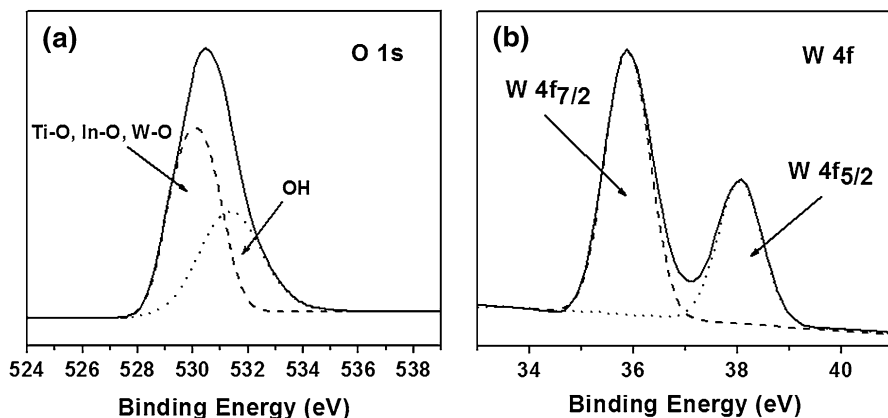 (a)
O 1s
Ti-O, In-O, W-O
OH
524 526 528 530 532 534 536 538
Binding Energy (eV)
(b)
W 4f
W 4f7/2
W 4f5/2
34 36 38 40
Binding Energy (eV)